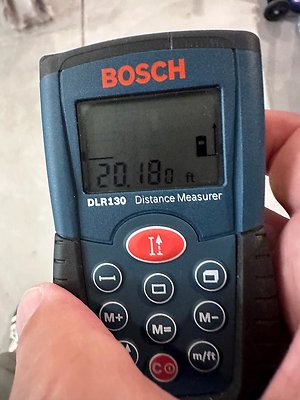 BOSCH
20.180 ft
DLR130 Distance Measurer
M+
M=
M-
C
m/ft